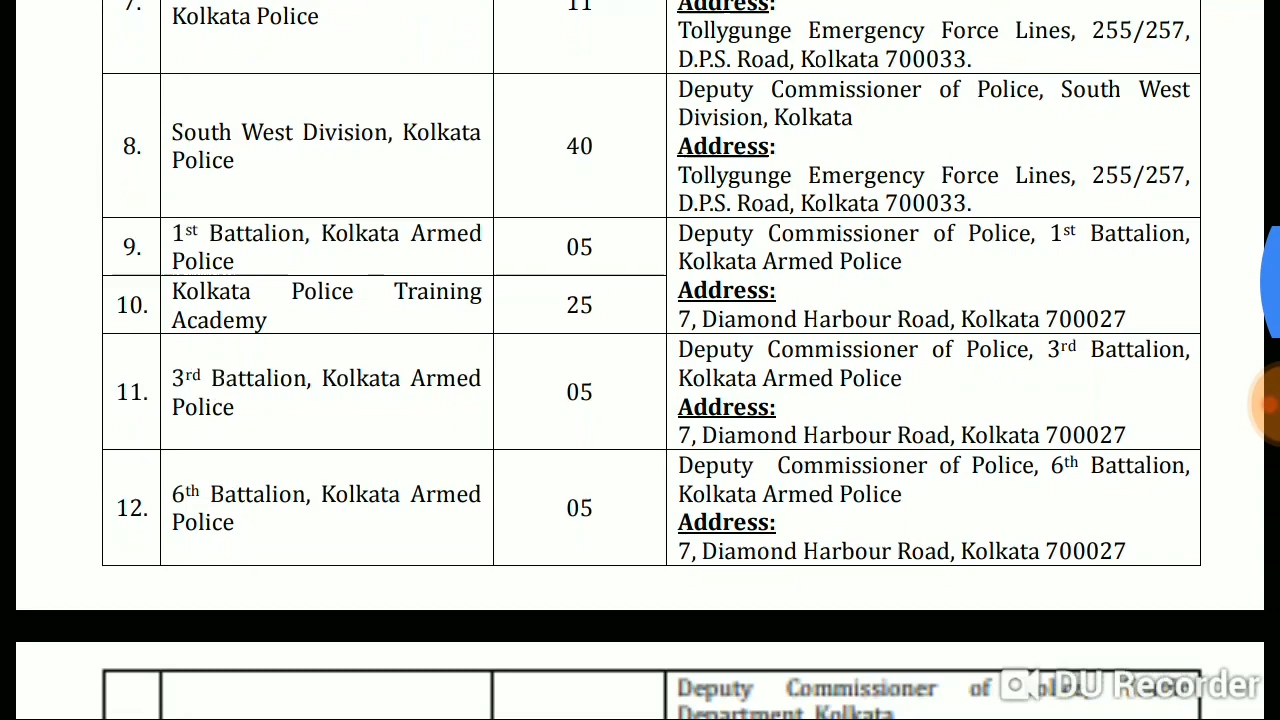 7.
Kolkata Police
11
Address:
Tollygunge Emergency Force Lines, 255/257,
D.P.S. Road, Kolkata 700033.
8.
South West Division, Kolkata
Police
40
Deputy Commissioner of Police, South West
Division, Kolkata
Address:
Tollygunge Emergency Force Lines, 255/257,
D.P.S. Road, Kolkata 700033.
9.
1st Battalion, Kolkata Armed
Police
05
Deputy Commissioner of Police, 1st Battalion,
Kolkata Armed Police
10.
Kolkata Police Training
Academy
25
Address:
7, Diamond Harbour Road, Kolkata 700027
11.
3rd Battalion, Kolkata Armed
Police
05
Deputy Commissioner of Police, 3rd Battalion,
Kolkata Armed Police
Address:
7, Diamond Harbour Road, Kolkata 700027
12.
6th Battalion, Kolkata Armed
Police
05
Deputy Commissioner of Police, 6th Battalion,
Kolkata Armed Police
Address:
7, Diamond Harbour Road, Kolkata 700027
Deputy Commissioner of
Department, Kolkata
DU Recorder